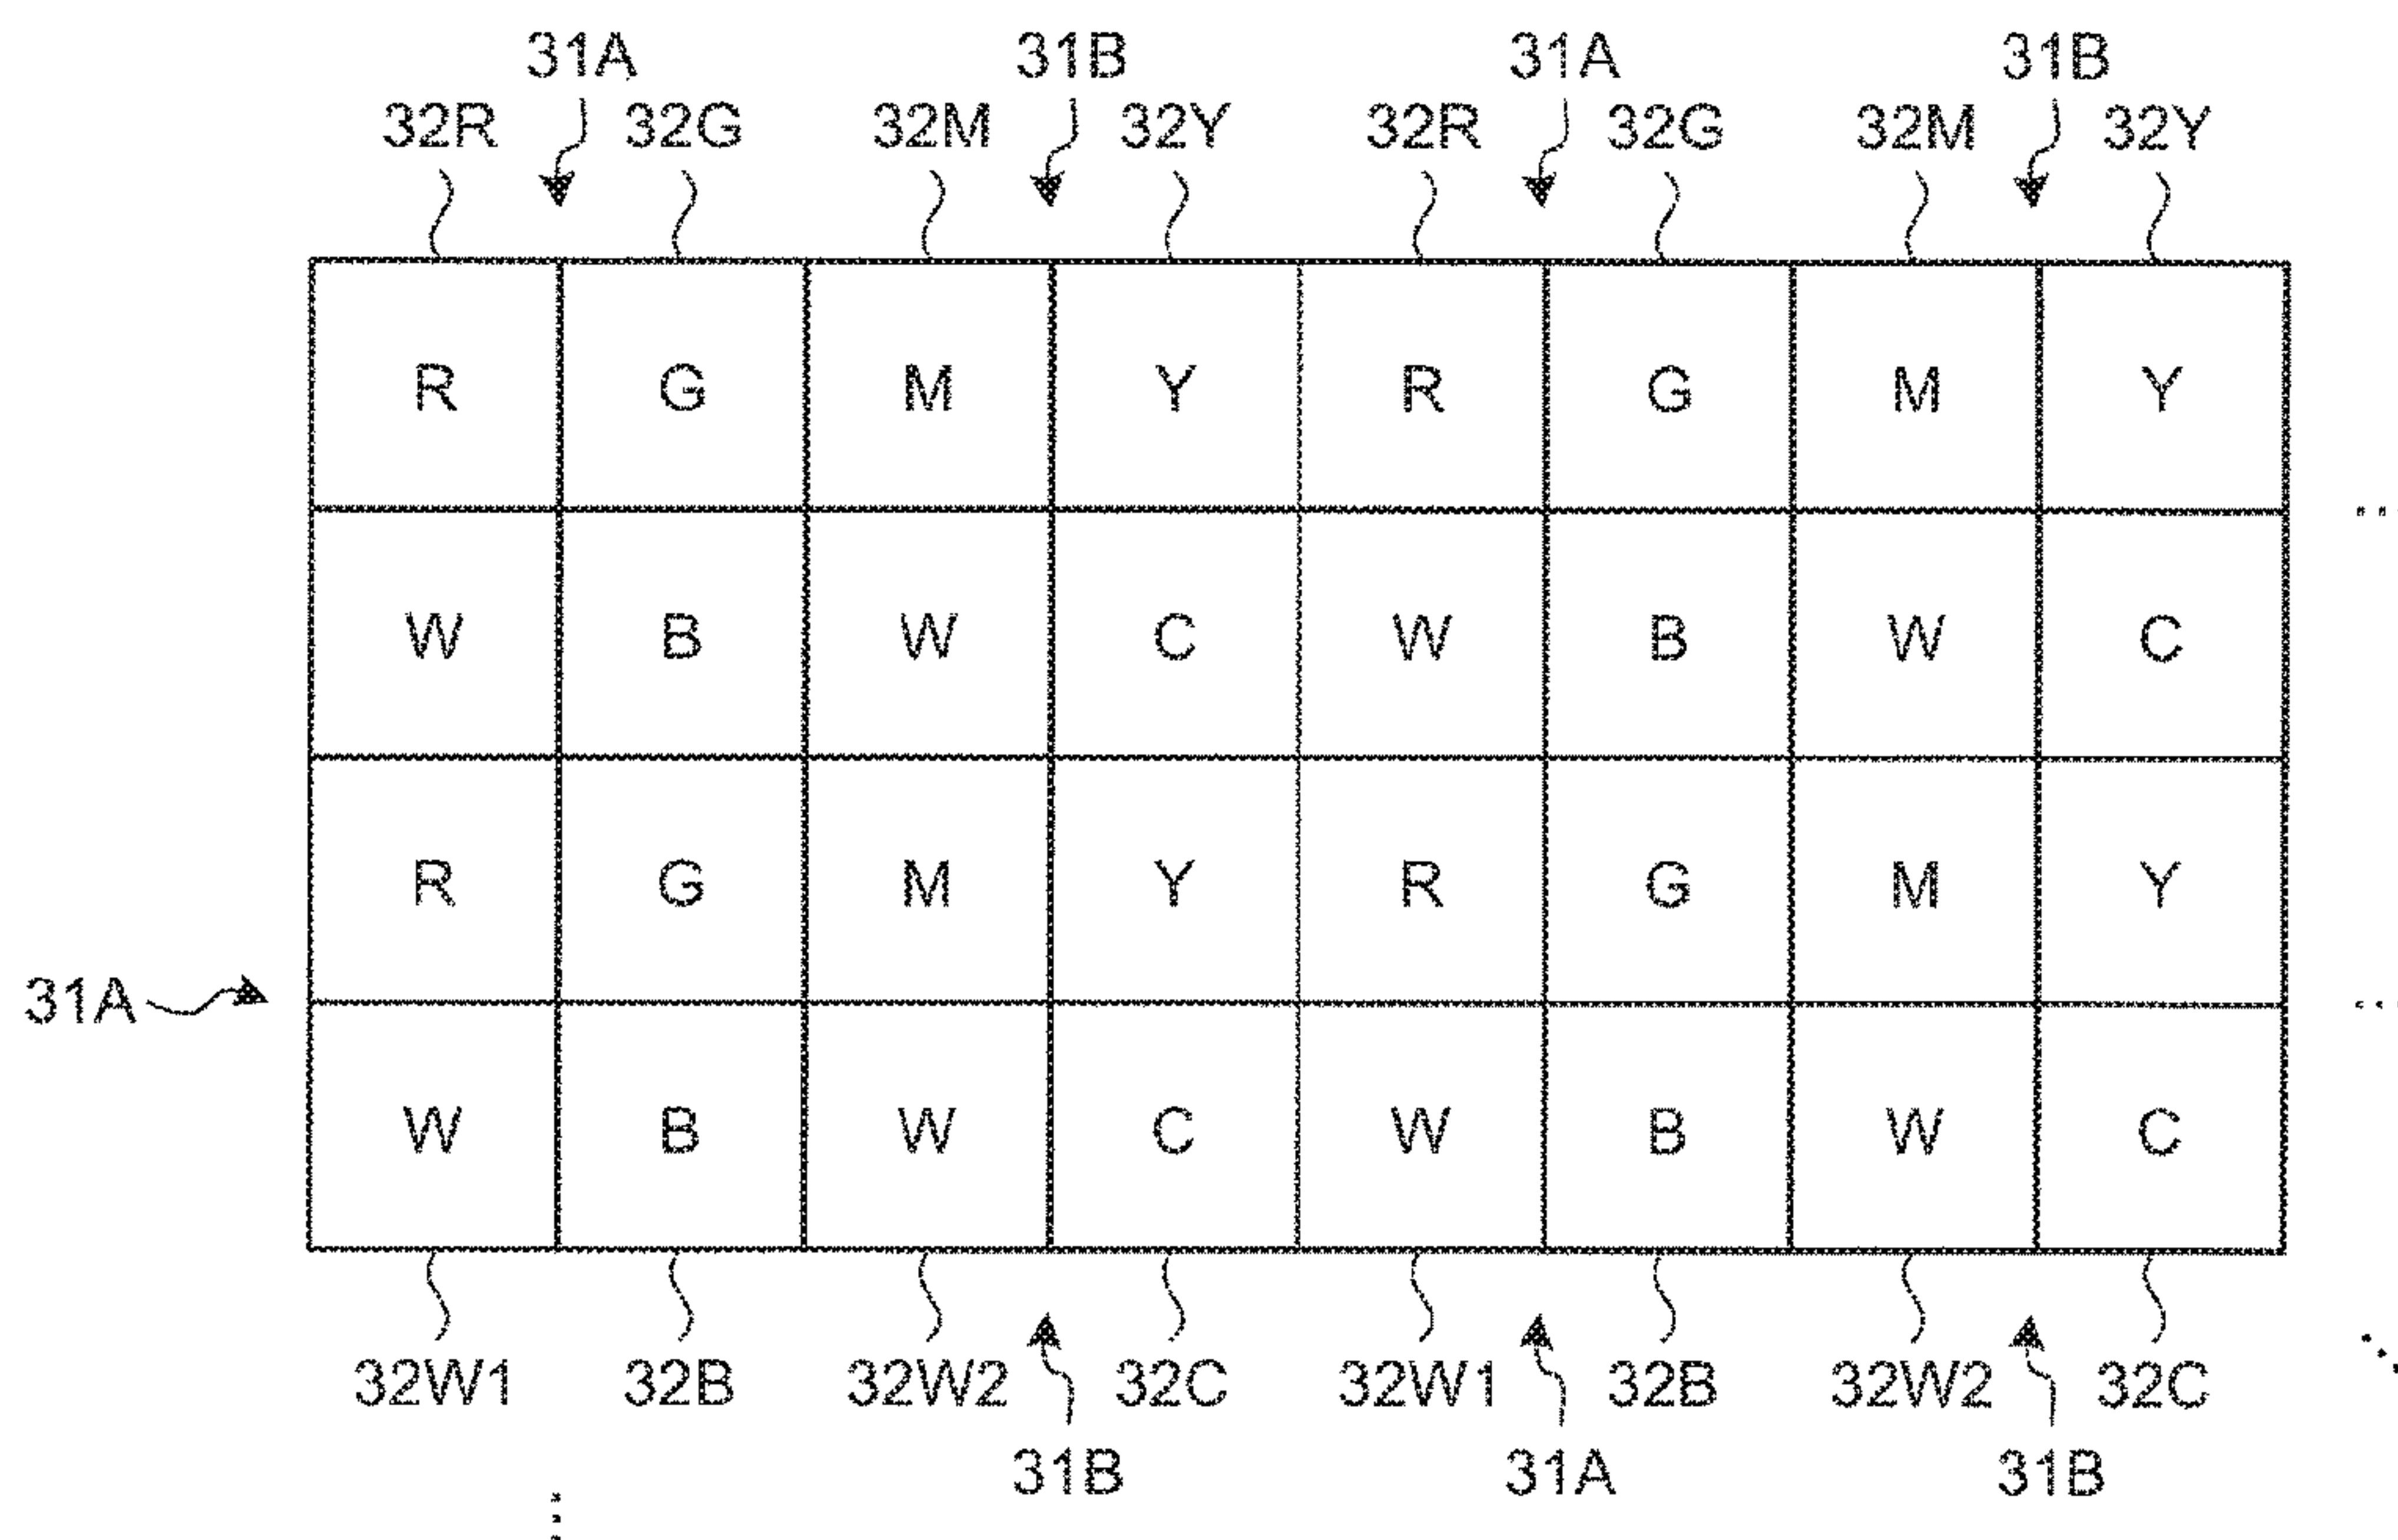 31A 31B 31A 31B
32R 32G 32M 32Y 32R 32G 32M 32Y
R G M Y R G M Y
W B W C W B W C
R G M Y R G M Y
31A
W B W C W B W C
32W1 32B 32W2 32C 32W1 32B 32W2 32C
31B 31A 31B